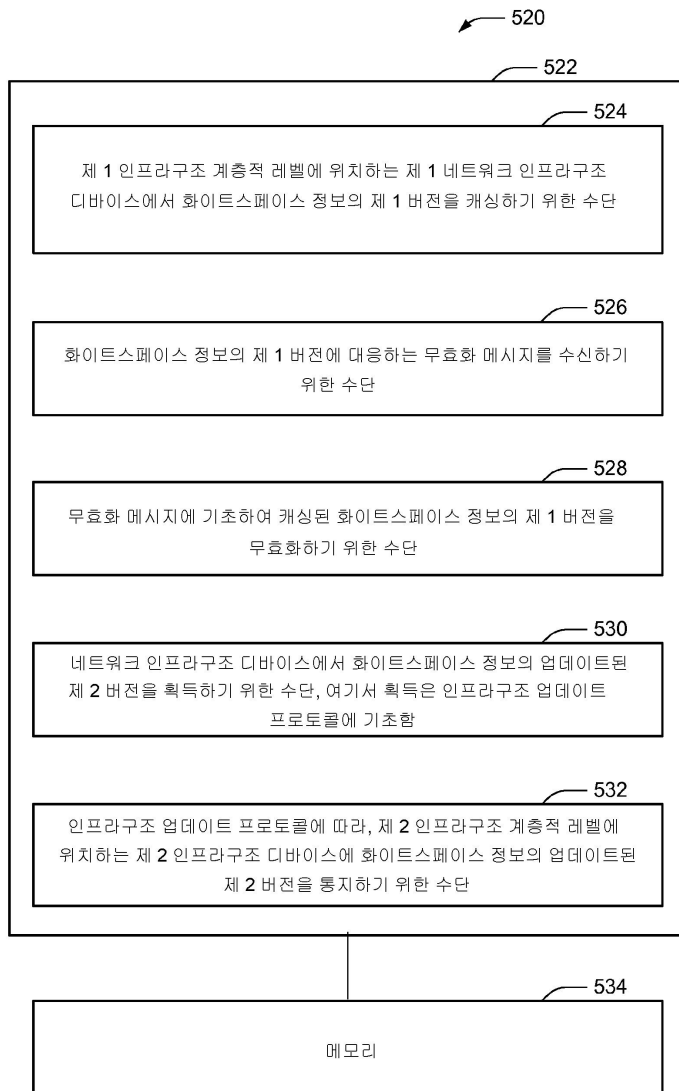 520
522
524
제 1 인프라구조 계층적 레벨에 위치하는 제 1 네트워크 인프라구조
디바이스에서 화이트스페이스 정보의 제 1 버전을 캐싱하기 위한 수단
526
화이트스페이스 정보의 제 1 버전에 대응하는 무효화 메시지를 수신하기
위한 수단
528
무효화 메시지에 기초하여 캐싱된 화이트스페이스 정보의 제 1 버전을
무효화하기 위한 수단
530
네트워크 인프라구조 디바이스에서 화이트스페이스 정보의 업데이트된
제 2 버전을 획득하기 위한 수단, 여기서 획득은 인프라구조 업데이트
프로토콜에 기초함
532
인프라구조 업데이트 프로토콜에 따라, 제 2 인프라구조 계층적 레벨에
위치하는 제 2 인프라구조 디바이스에 화이트스페이스 정보의 업데이트된
제 2 버전을 통지하기 위한 수단
534
메모리